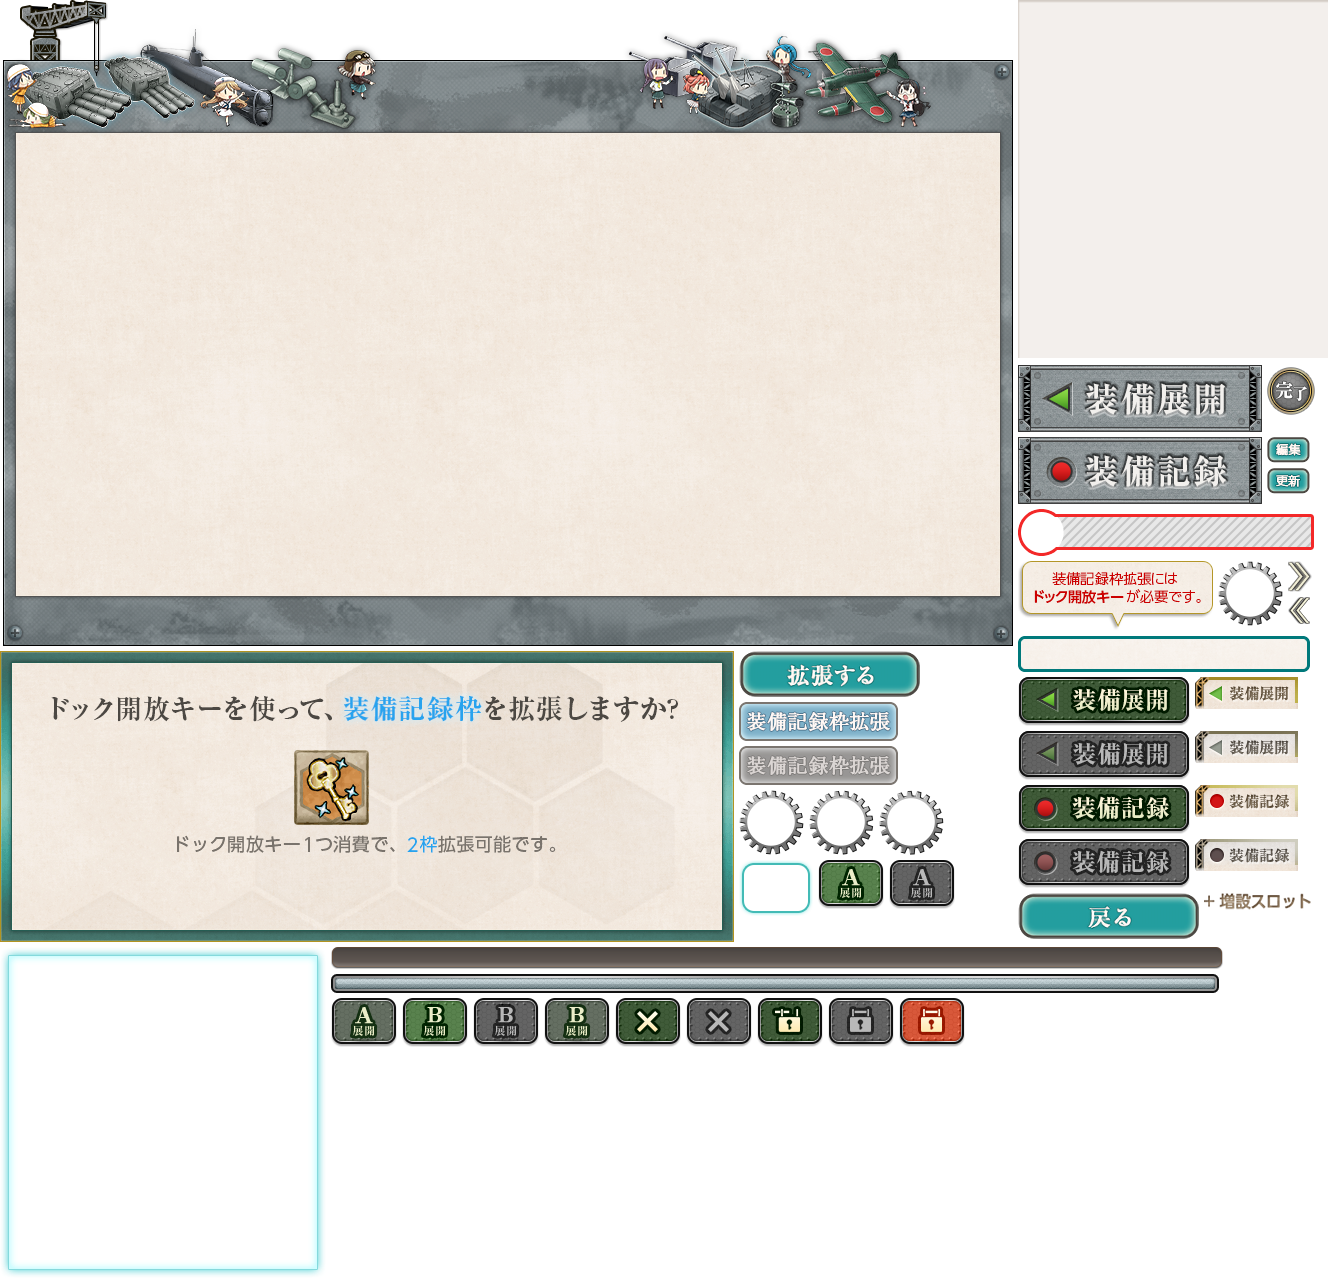 装備展開
完了
装備記録
編集
更新
装備記録枠拡張には
ドック開放キーが必要です。
ドック開放キーを使って、装備記録枠を拡張しますか?
ドック開放キー1つ消費で、2枠拡張可能です。
拡張する
装備記録枠拡張
装備記録枠拡張
A
展開
A
展開
装備展開
装備展開
装備展開
装備展開
装備記録
装備記録
装備記録
装備記録
戻る
+ 増設スロット
A
展開
B
展開
B
展開
B
展開